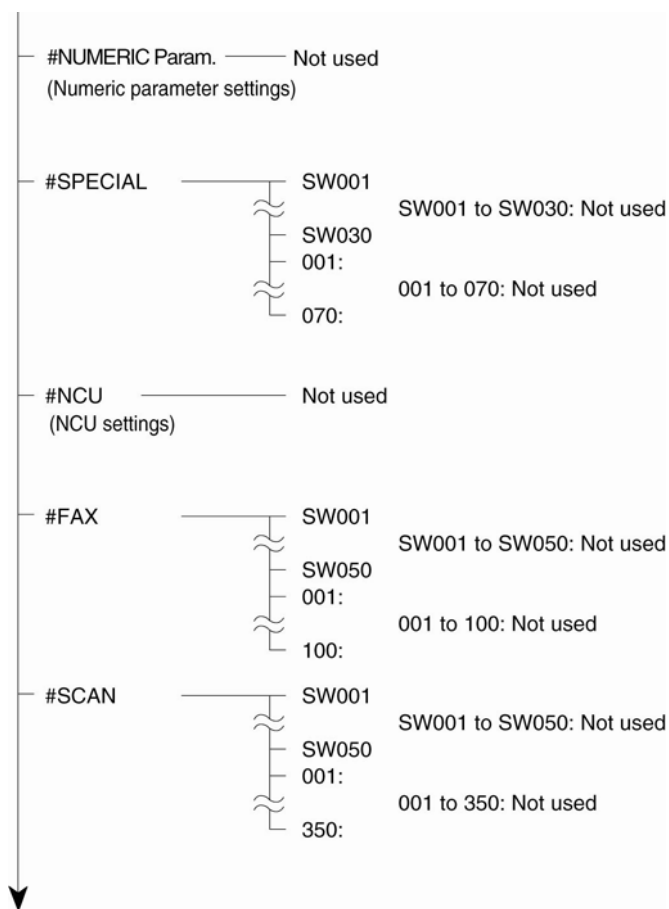 #NUMERIC Param. Not used
(Numeric parameter settings)
#SPECIAL SW001
SW001 to SW030: Not used
SW030
001:
001 to 070: Not used
070:
#NCU Not used
(NCU settings)
#FAX SW001
SW001 to SW050: Not used
SW050
001:
001 to 100: Not used
100:
#SCAN SW001
SW001 to SW050: Not used
SW050
001:
001 to 350: Not used
350: